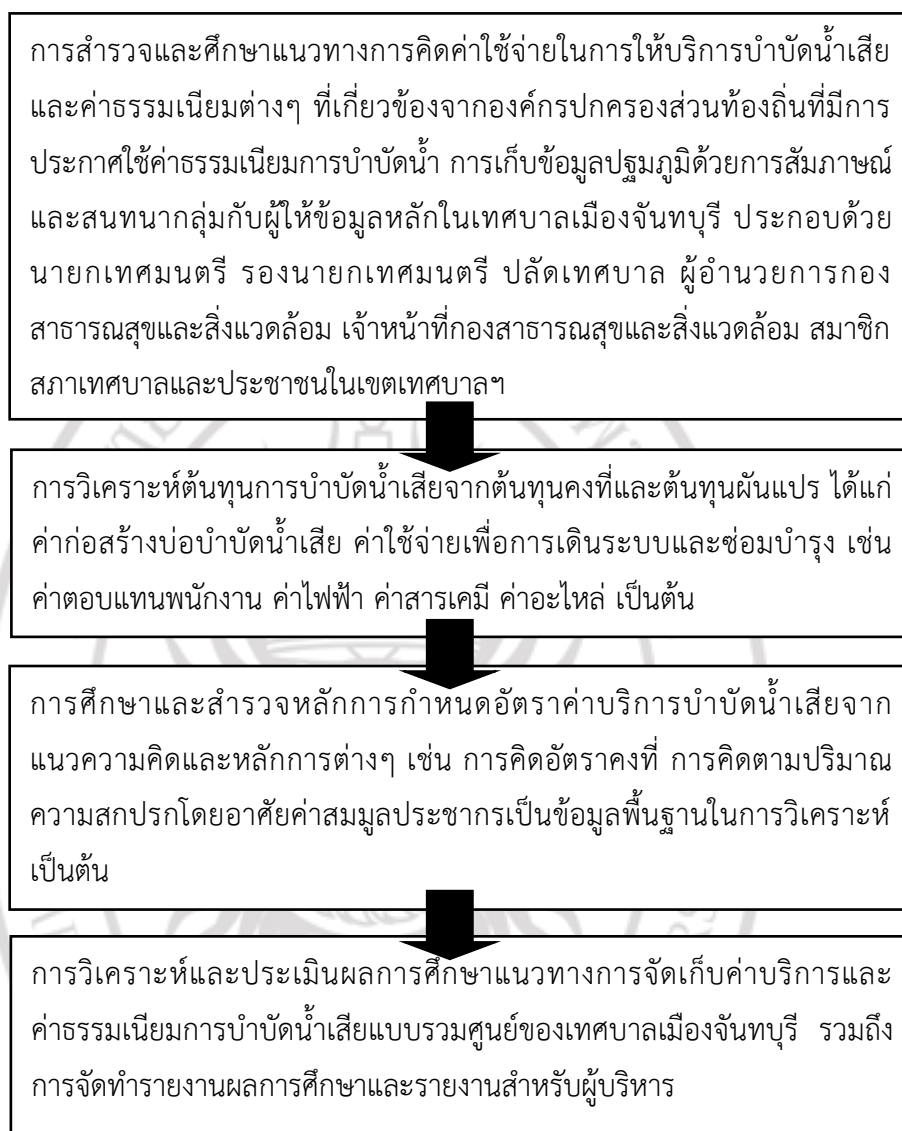 การสำรวจและศึกษาแนวทางการคิดค่าใช้จ่ายในการให้บริการบำบัดน้ำเสีย
และค่าธรรมเนียมต่างๆ ที่เกี่ยวข้องจากองค์กรปกครองส่วนท้องถิ่นที่มีการ
ประกาศใช้ค่าธรรมเนียมการบำบัดน้ำ การเก็บข้อมูลปฐมภูมิด้วยการสัมภาษณ์
และสนทนากลุ่มกับผู้ให้ข้อมูลหลักในเทศบาลเมืองจันทบุรี ประกอบด้วย
นายกเทศมนตรี รองนายกเทศมนตรี ปลัดเทศบาล ผู้อำนวยการกอง
สาธารณสุขและสิ่งแวดล้อม เจ้าหน้าที่กองสาธารณสุขและสิ่งแวดล้อม สมาชิก
สภาเทศบาลและประชาชนในเขตเทศบาลฯ
การวิเคราะห์ต้นทุนการบำบัดน้ำเสียจากต้นทุนคงที่และต้นทุนผันแปร ได้แก่
ค่าก่อสร้างบ่อบำบัดน้ำเสีย ค่าใช้จ่ายเพื่อการเดินระบบและซ่อมบำรุง เช่น
ค่าตอบแทนพนักงาน ค่าไฟฟ้า ค่าสารเคมี ค่าอะไหล่ เป็นต้น
การศึกษาและสำรวจหลักการกำหนดอัตราค่าบริการบำบัดน้ำเสียจาก
แนวความคิดและหลักการต่างๆ เช่น การคิดอัตราคงที่ การคิดตามปริมาณ
ความสกปรกโดยอาศัยค่าสมมูลประชากรเป็นข้อมูลพื้นฐานในการวิเคราะห์
เป็นต้น
การวิเคราะห์และประเมินผลการศึกษาแนวทางการจัดเก็บค่าบริการและ
ค่าธรรมเนียมการบำบัดน้ำเสียแบบรวมศูนย์ของเทศบาลเมืองจันทบุรี รวมถึง
การจัดทำรายงานผลการศึกษาและรายงานสำหรับผู้บริหาร